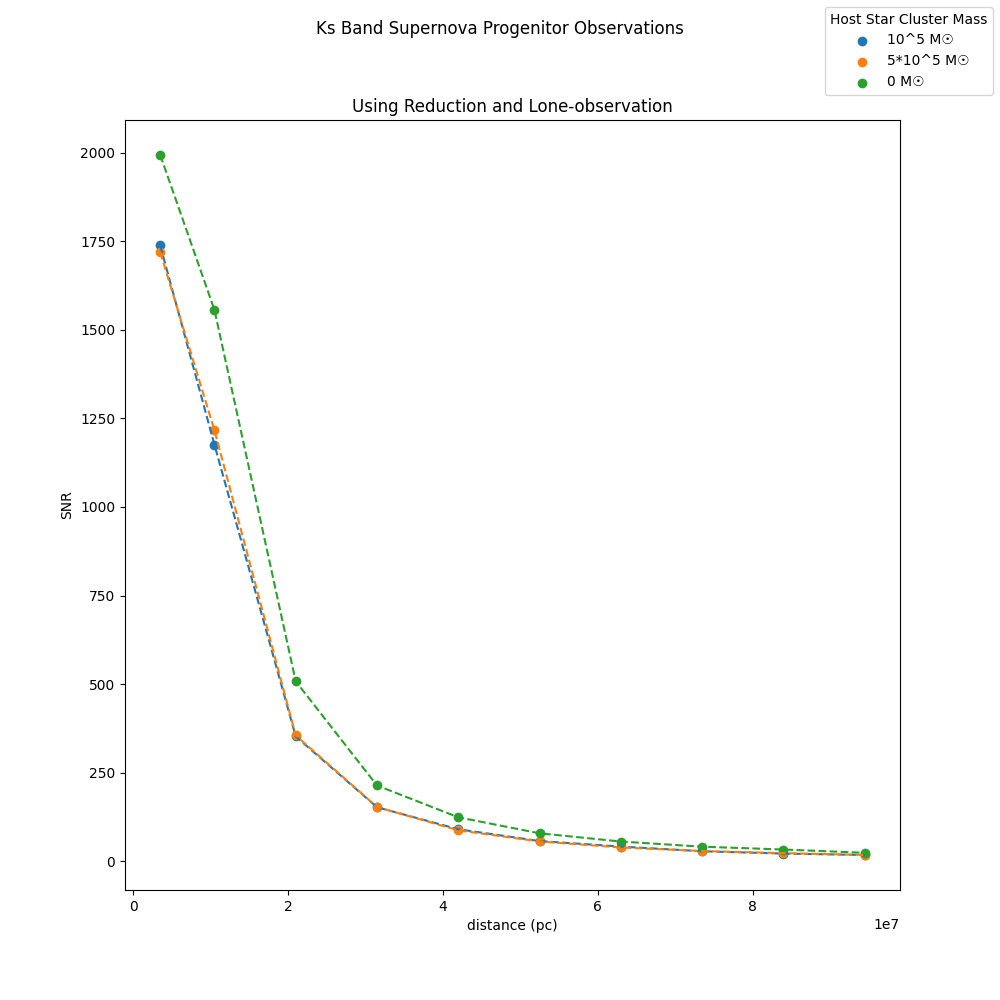 Ks Band Supernova Progenitor Observations
Host Star Cluster Mass
10^5 M☉
5*10^5 M☉
0 M☉
Using Reduction and Lone-observation
2000
1750
1500
1250
1000
750
500
250
0
SNR
0 2 4 6 8
1e7
distance (pc)